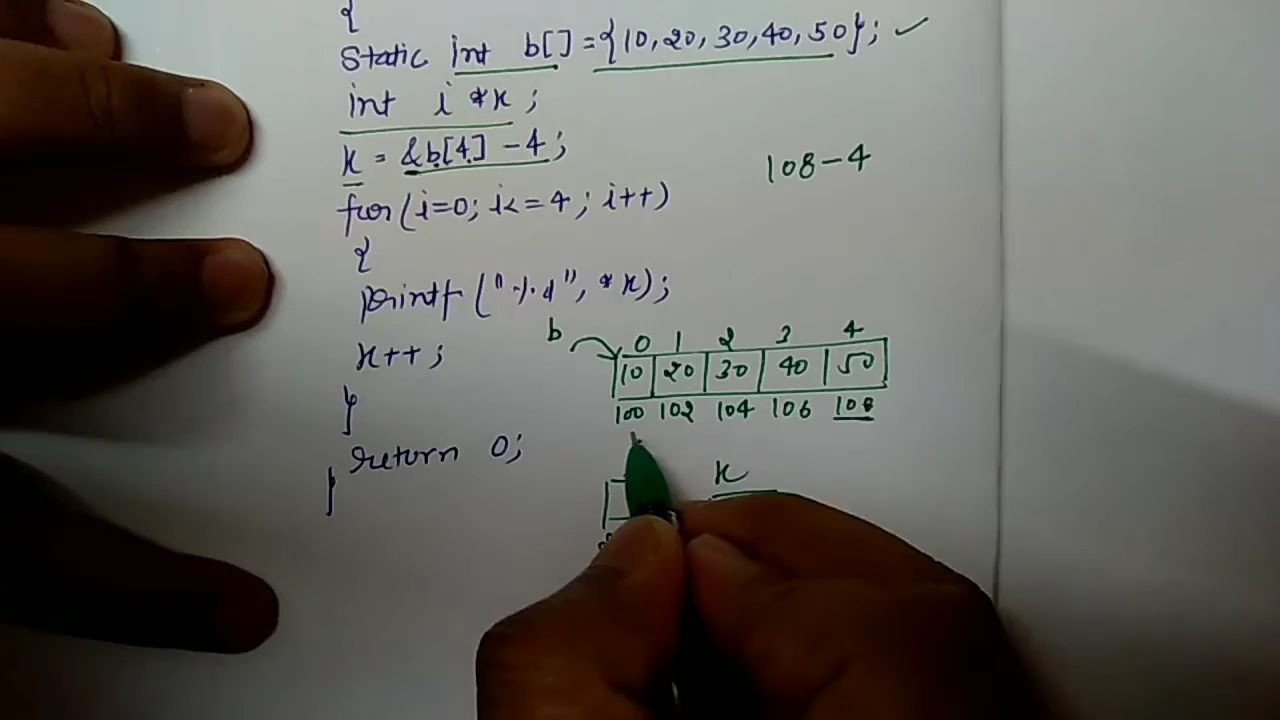 {
Static int b[] = {10, 20, 30, 40, 50};
int i *k ;
k = &b[4] - 4;
for (i=0; i<=4 ; i++)
108-4
{
printf ("%d", *k);
k++ ;
b
0 1 2 3 4
10 20 30 40 50
100 102 104 106 108
}
return 0;
}
k